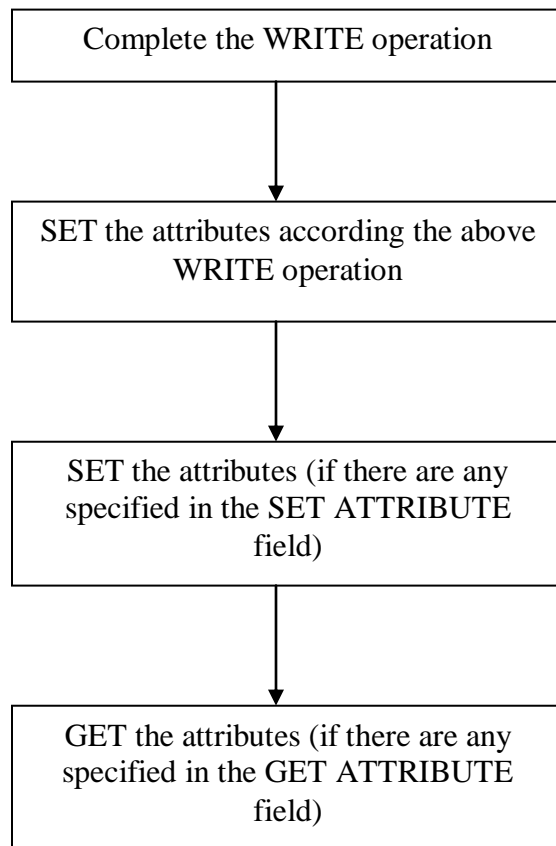 Complete the WRITE operation
SET the attributes according the above
WRITE operation
SET the attributes (if there are any
specified in the SET ATTRIBUTE
field)
GET the attributes (if there are any
specified in the GET ATTRIBUTE
field)